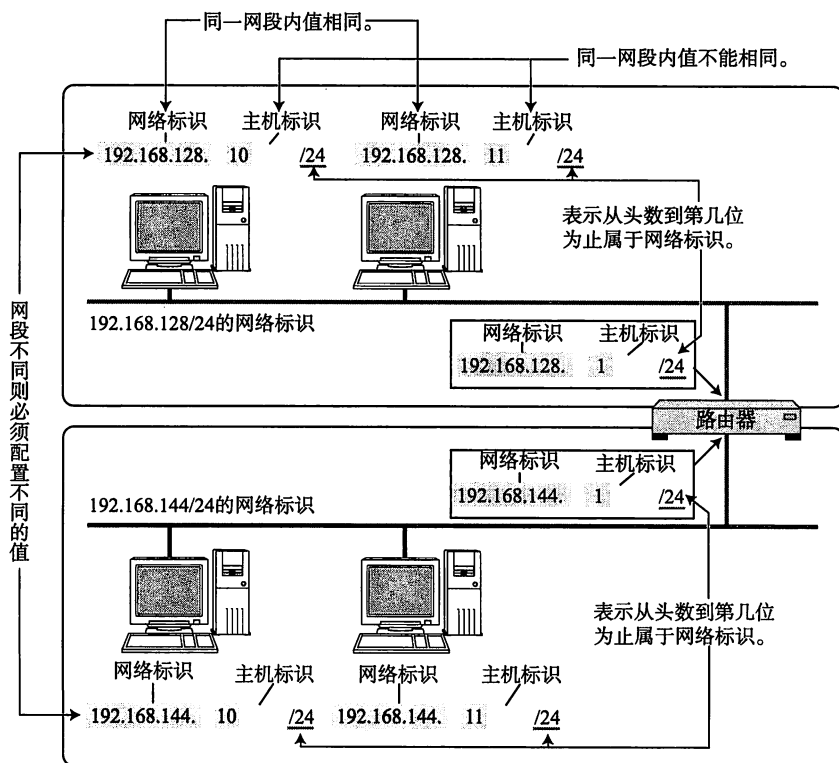 同一网段内值相同。
同一网段内值不能相同。
网络标识 主机标识 网络标识 主机标识
192.168.128. 10 /24 192.168.128. 11 /24
表示从头数到第几位
为止属于网络标识。
192.168.128/24的网络标识
网络标识 主机标识
192.168.128. 1 /24
网段不同则必须配置不同的值
路由器
网络标识 主机标识
192.168.144. 1 /24
192.168.144/24的网络标识
表示从头数到第几位
为止属于网络标识。
网络标识 主机标识 网络标识 主机标识
192.168.144. 10 /24 192.168.144. 11 /24